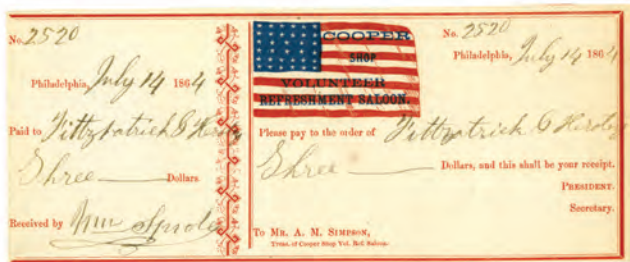 No. 2520
Philadelphia, July 14 1864
Paid to Fittzpatrick &
Three Dollars
Received by Wm
COOPER
SHOP
VOLUNTEER
REFRESHMENT SALOON.
No. 2520
Philadelphia, July 14 1864
Please pay to the order of Fittzpatrick &
Three Dollars, and this shall be your receipt.
PRESIDENT.
Secretary.
To MR. A. M. SIMPSON,
Treas. of Cooper Shop Vol. Ref. Saloon.